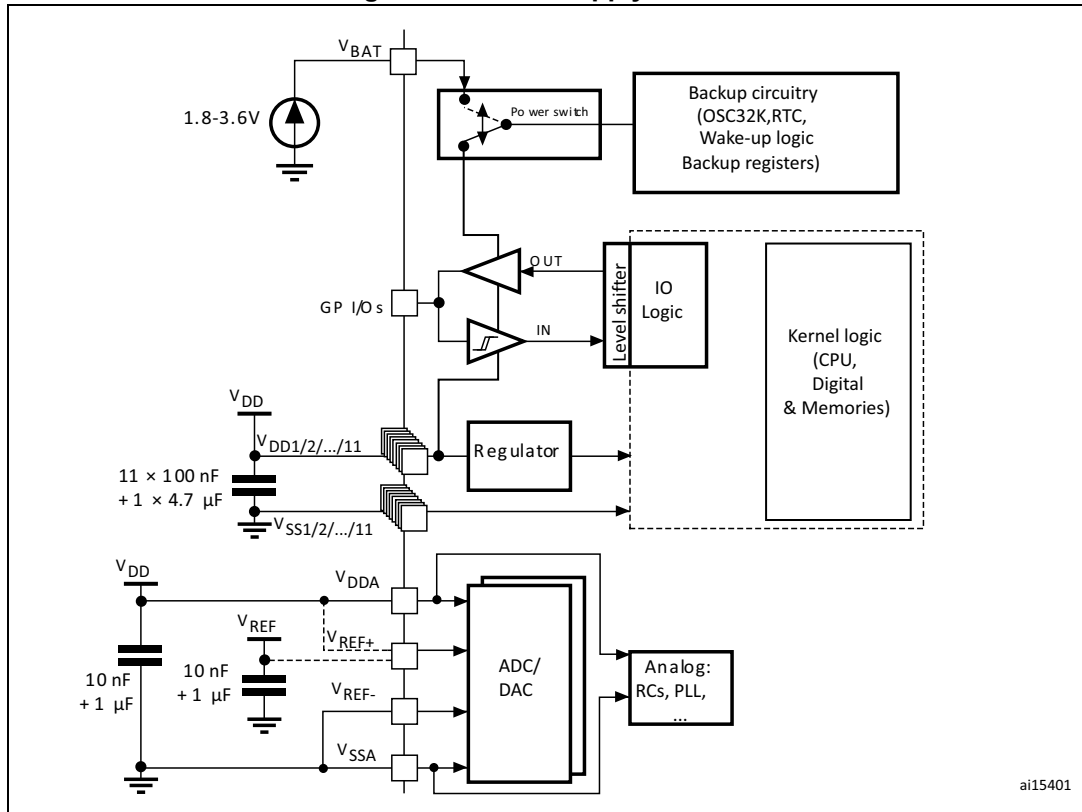 VBAT
1.8-3.6V
Power switch
Backup circuitry
(OSC32K,RTC,
Wake-up logic
Backup registers)
OUT
GP I/Os
IN
Level shifter
IO
Logic
Kernel logic
(CPU,
Digital
& Memories)
VDD
VDD1/2/.../11
Regulator
11 × 100 nF
+ 1 × 4.7 µF
VSS1/2/.../11
VDD
VDDA
VREF
VREF+
10 nF
+ 1 µF
10 nF
+ 1 µF
VREF-
ADC/
DAC
Analog:
RCs, PLL,
...
VSSA
ai15401